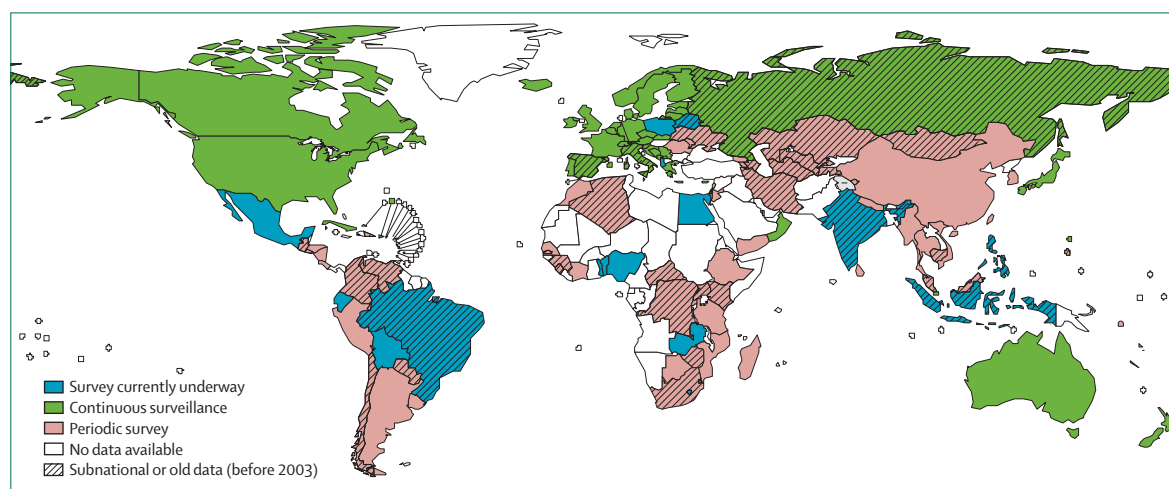 Survey currently underway
Continuous surveillance
Periodic survey
No data available
Subnational or old data (before 2003)